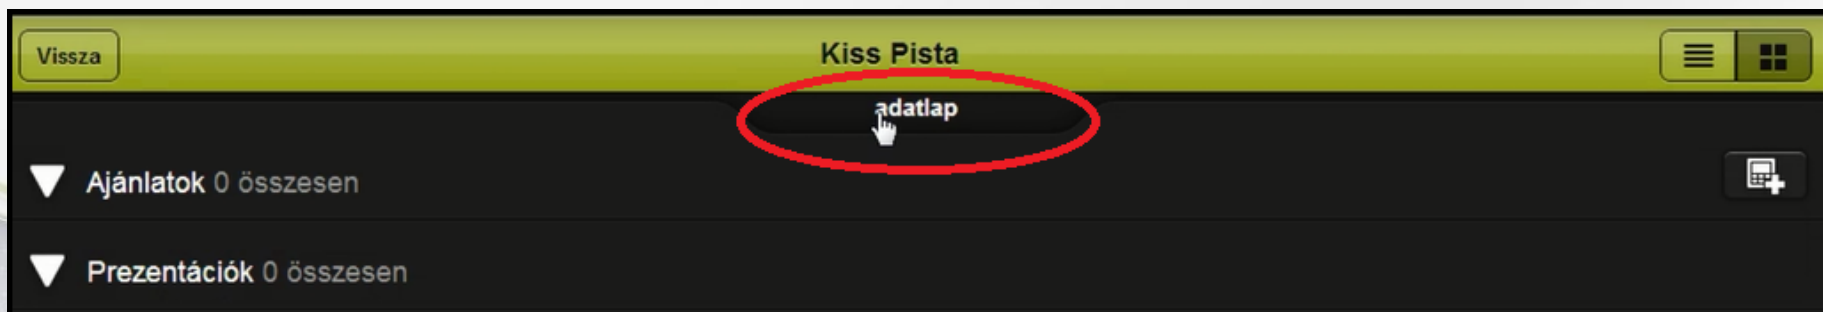 Vissza
Kiss Pista
adatlap
Ajánlatok 0 összesen
Prezentációk 0 összesen